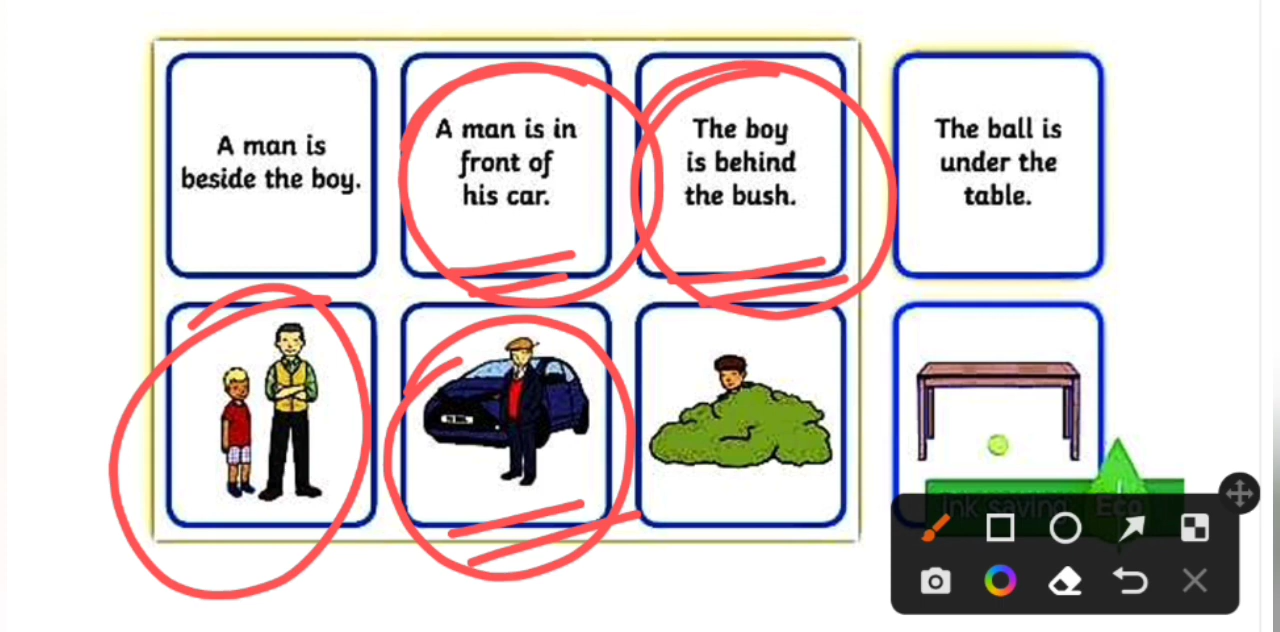 A man is
beside the boy.
A man is in
front of
his car.
The boy
is behind
the bush.
The ball is
under the
table.
Ink saving
Eco